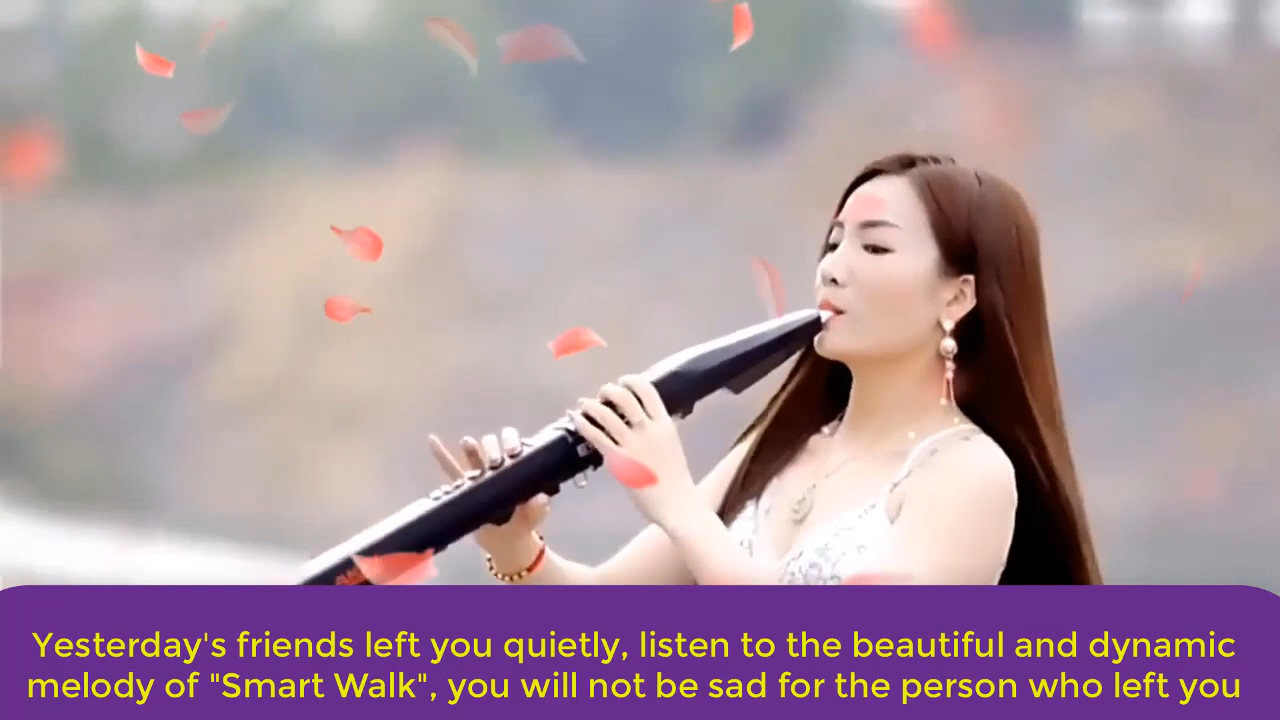 Yesterday's friends left you quietly, listen to the beautiful and dynamic
melody of "Smart Walk", you will not be sad for the person who left you